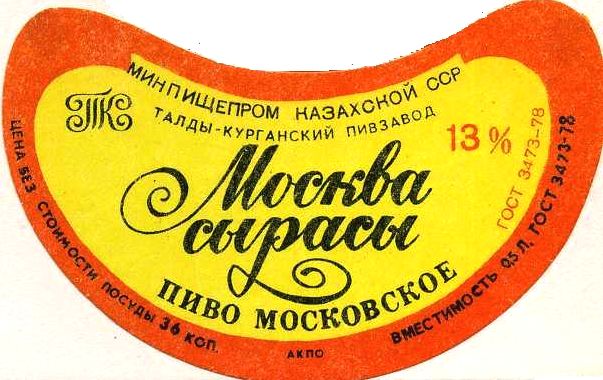 МИНПИЩЕПРОМ КАЗАХСКОЙ ССР
ТАЛДЫ-КУРГАНСКИЙ ПИВЗАВОД
ТК
13 %
Москва
сырасы
ПИВО МОСКОВСКОЕ
ГОСТ 3473-78
ЦЕНА БЕЗ СТОИМОСТИ ПОСУДЫ 36 КОП.
АКПО
ВМЕСТИМОСТЬ 0,5 Л. ГОСТ 3473-78